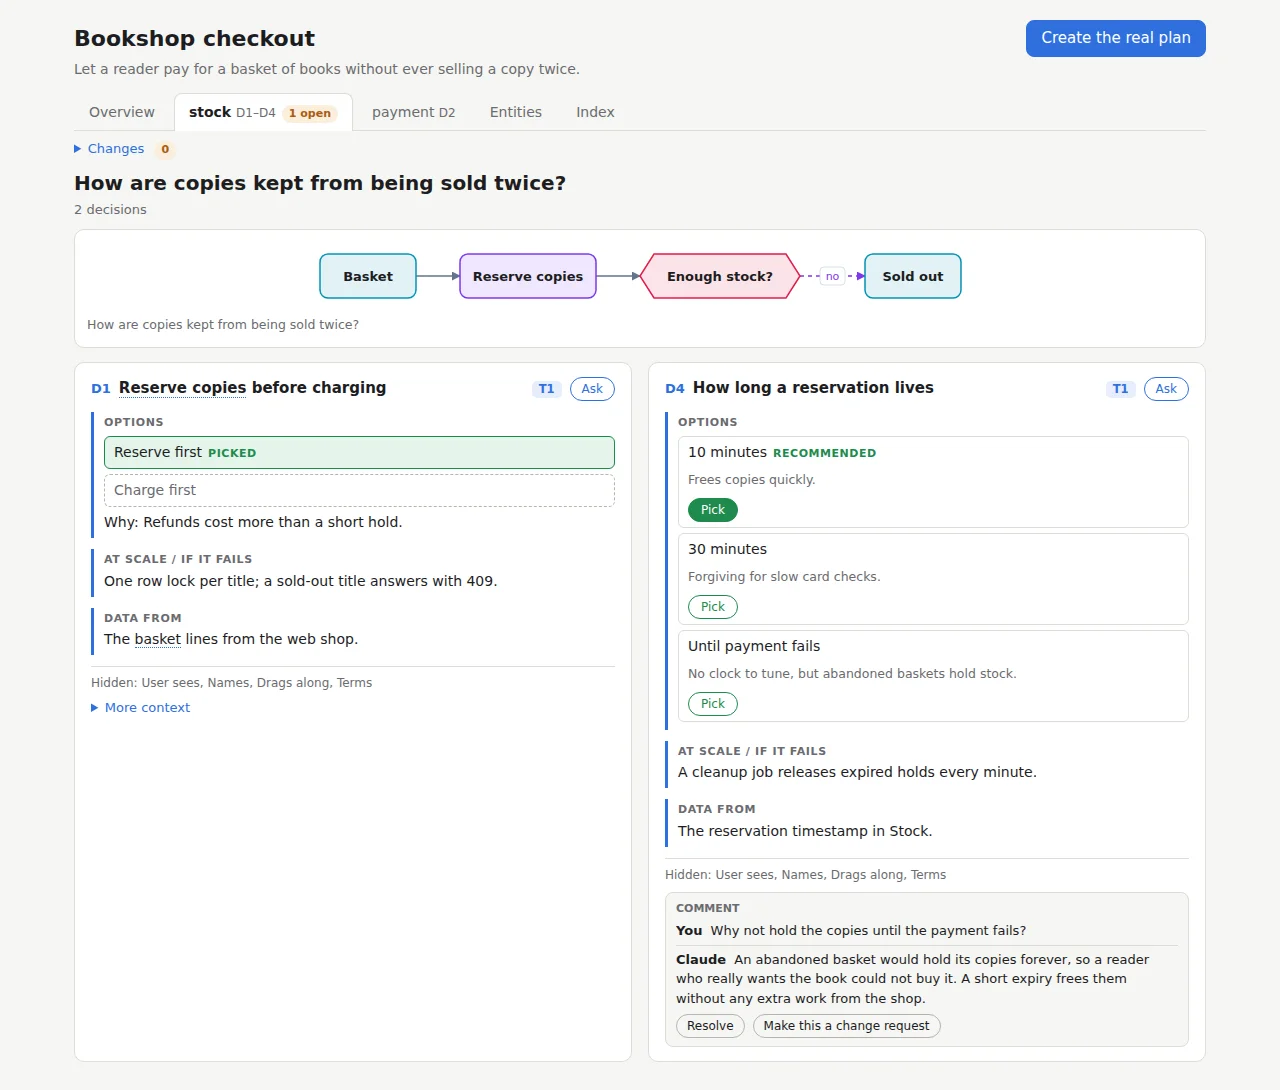 Bookshop checkout
Create the real plan
Let a reader pay for a basket of books without ever selling a copy twice.
Overview
stock D1–D4 1 open
payment D2
Entities
Index
Changes 0
How are copies kept from being sold twice?
2 decisions
Basket
Reserve copies
Enough stock?
no
Sold out
How are copies kept from being sold twice?
D1 Reserve copies before charging
T1
Ask
OPTIONS
Reserve first PICKED
Charge first
Why: Refunds cost more than a short hold.
AT SCALE / IF IT FAILS
One row lock per title; a sold-out title answers with 409.
DATA FROM
The basket lines from the web shop.
Hidden: User sees, Names, Drags along, Terms
More context
D4 How long a reservation lives
T1
Ask
OPTIONS
10 minutes RECOMMENDED
Frees copies quickly.
Pick
30 minutes
Forgiving for slow card checks.
Pick
Until payment fails
No clock to tune, but abandoned baskets hold stock.
Pick
AT SCALE / IF IT FAILS
A cleanup job releases expired holds every minute.
DATA FROM
The reservation timestamp in Stock.
Hidden: User sees, Names, Drags along, Terms
COMMENT
You Why not hold the copies until the payment fails?
Claude An abandoned basket would hold its copies forever, so a reader
who really wants the book could not buy it. A short expiry frees them
without any extra work from the shop.
Resolve
Make this a change request